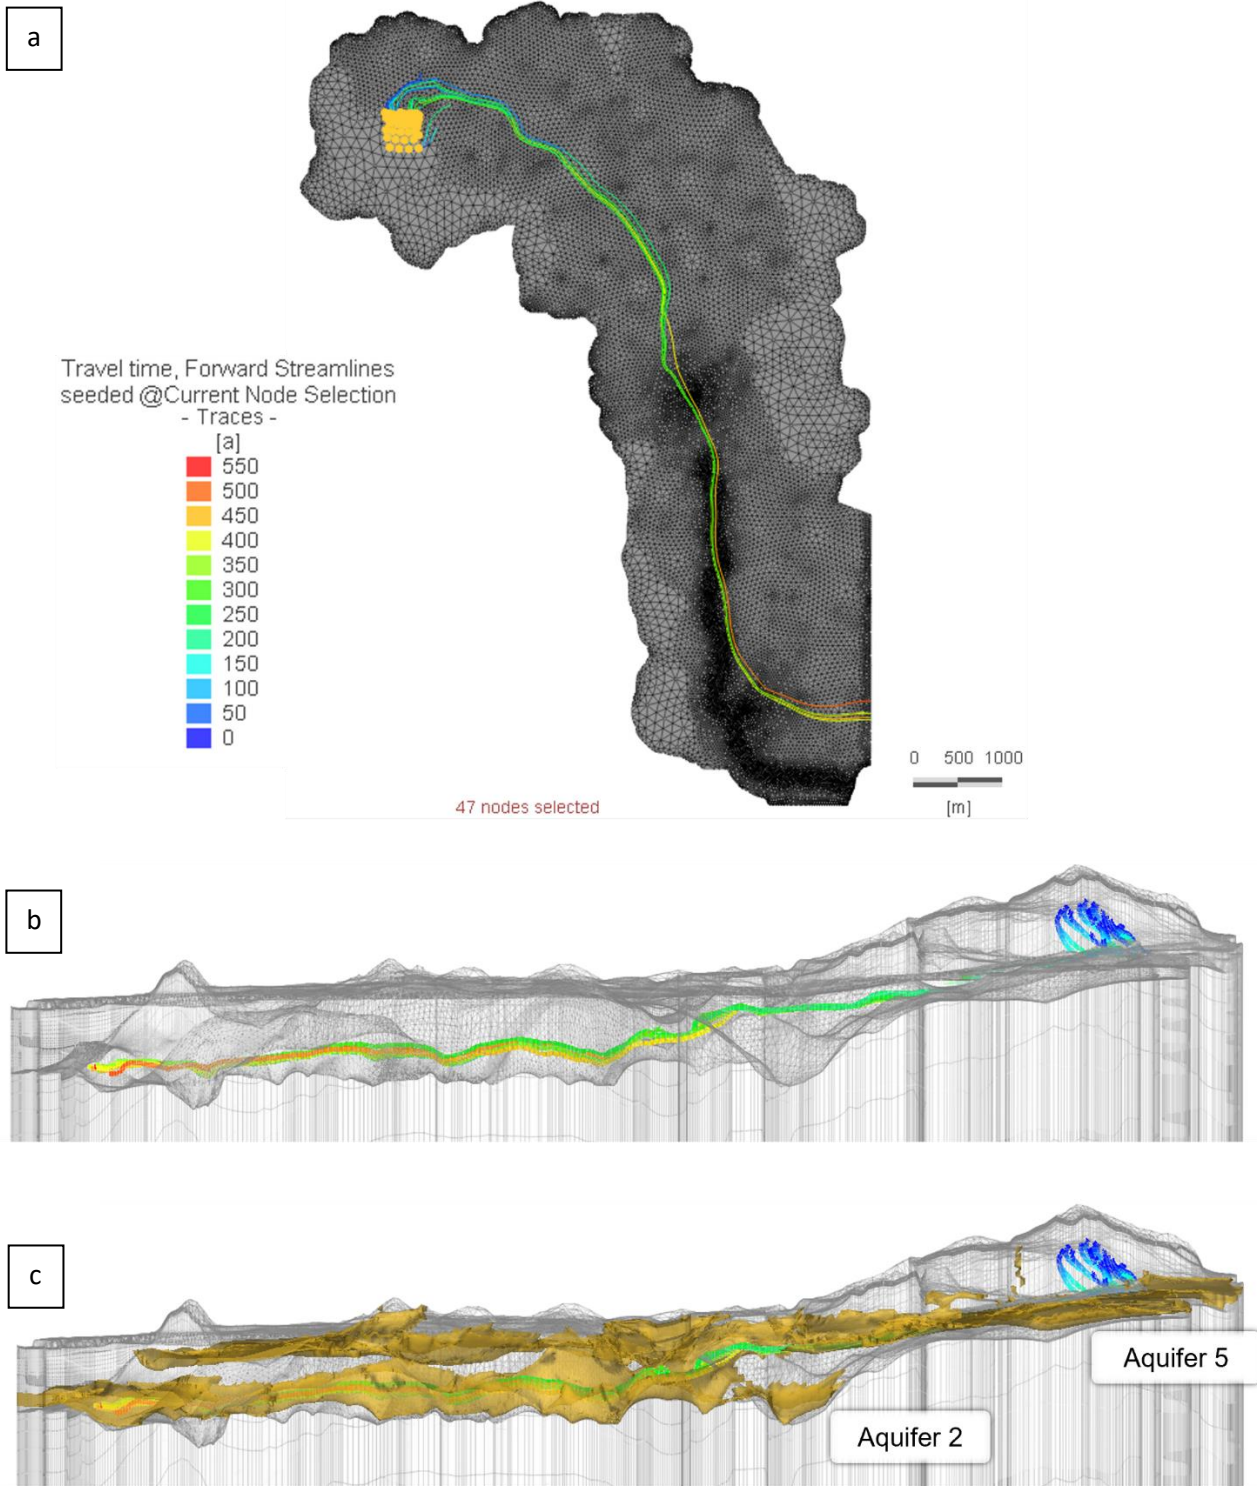 a
Travel time, Forward Streamlines
seeded @Current Node Selection
- Traces -
[a]
550
500
450
400
350
300
250
200
150
100
50
0
0 500 1000
[m]
47 nodes selected
b
c
Aquifer 5
Aquifer 2